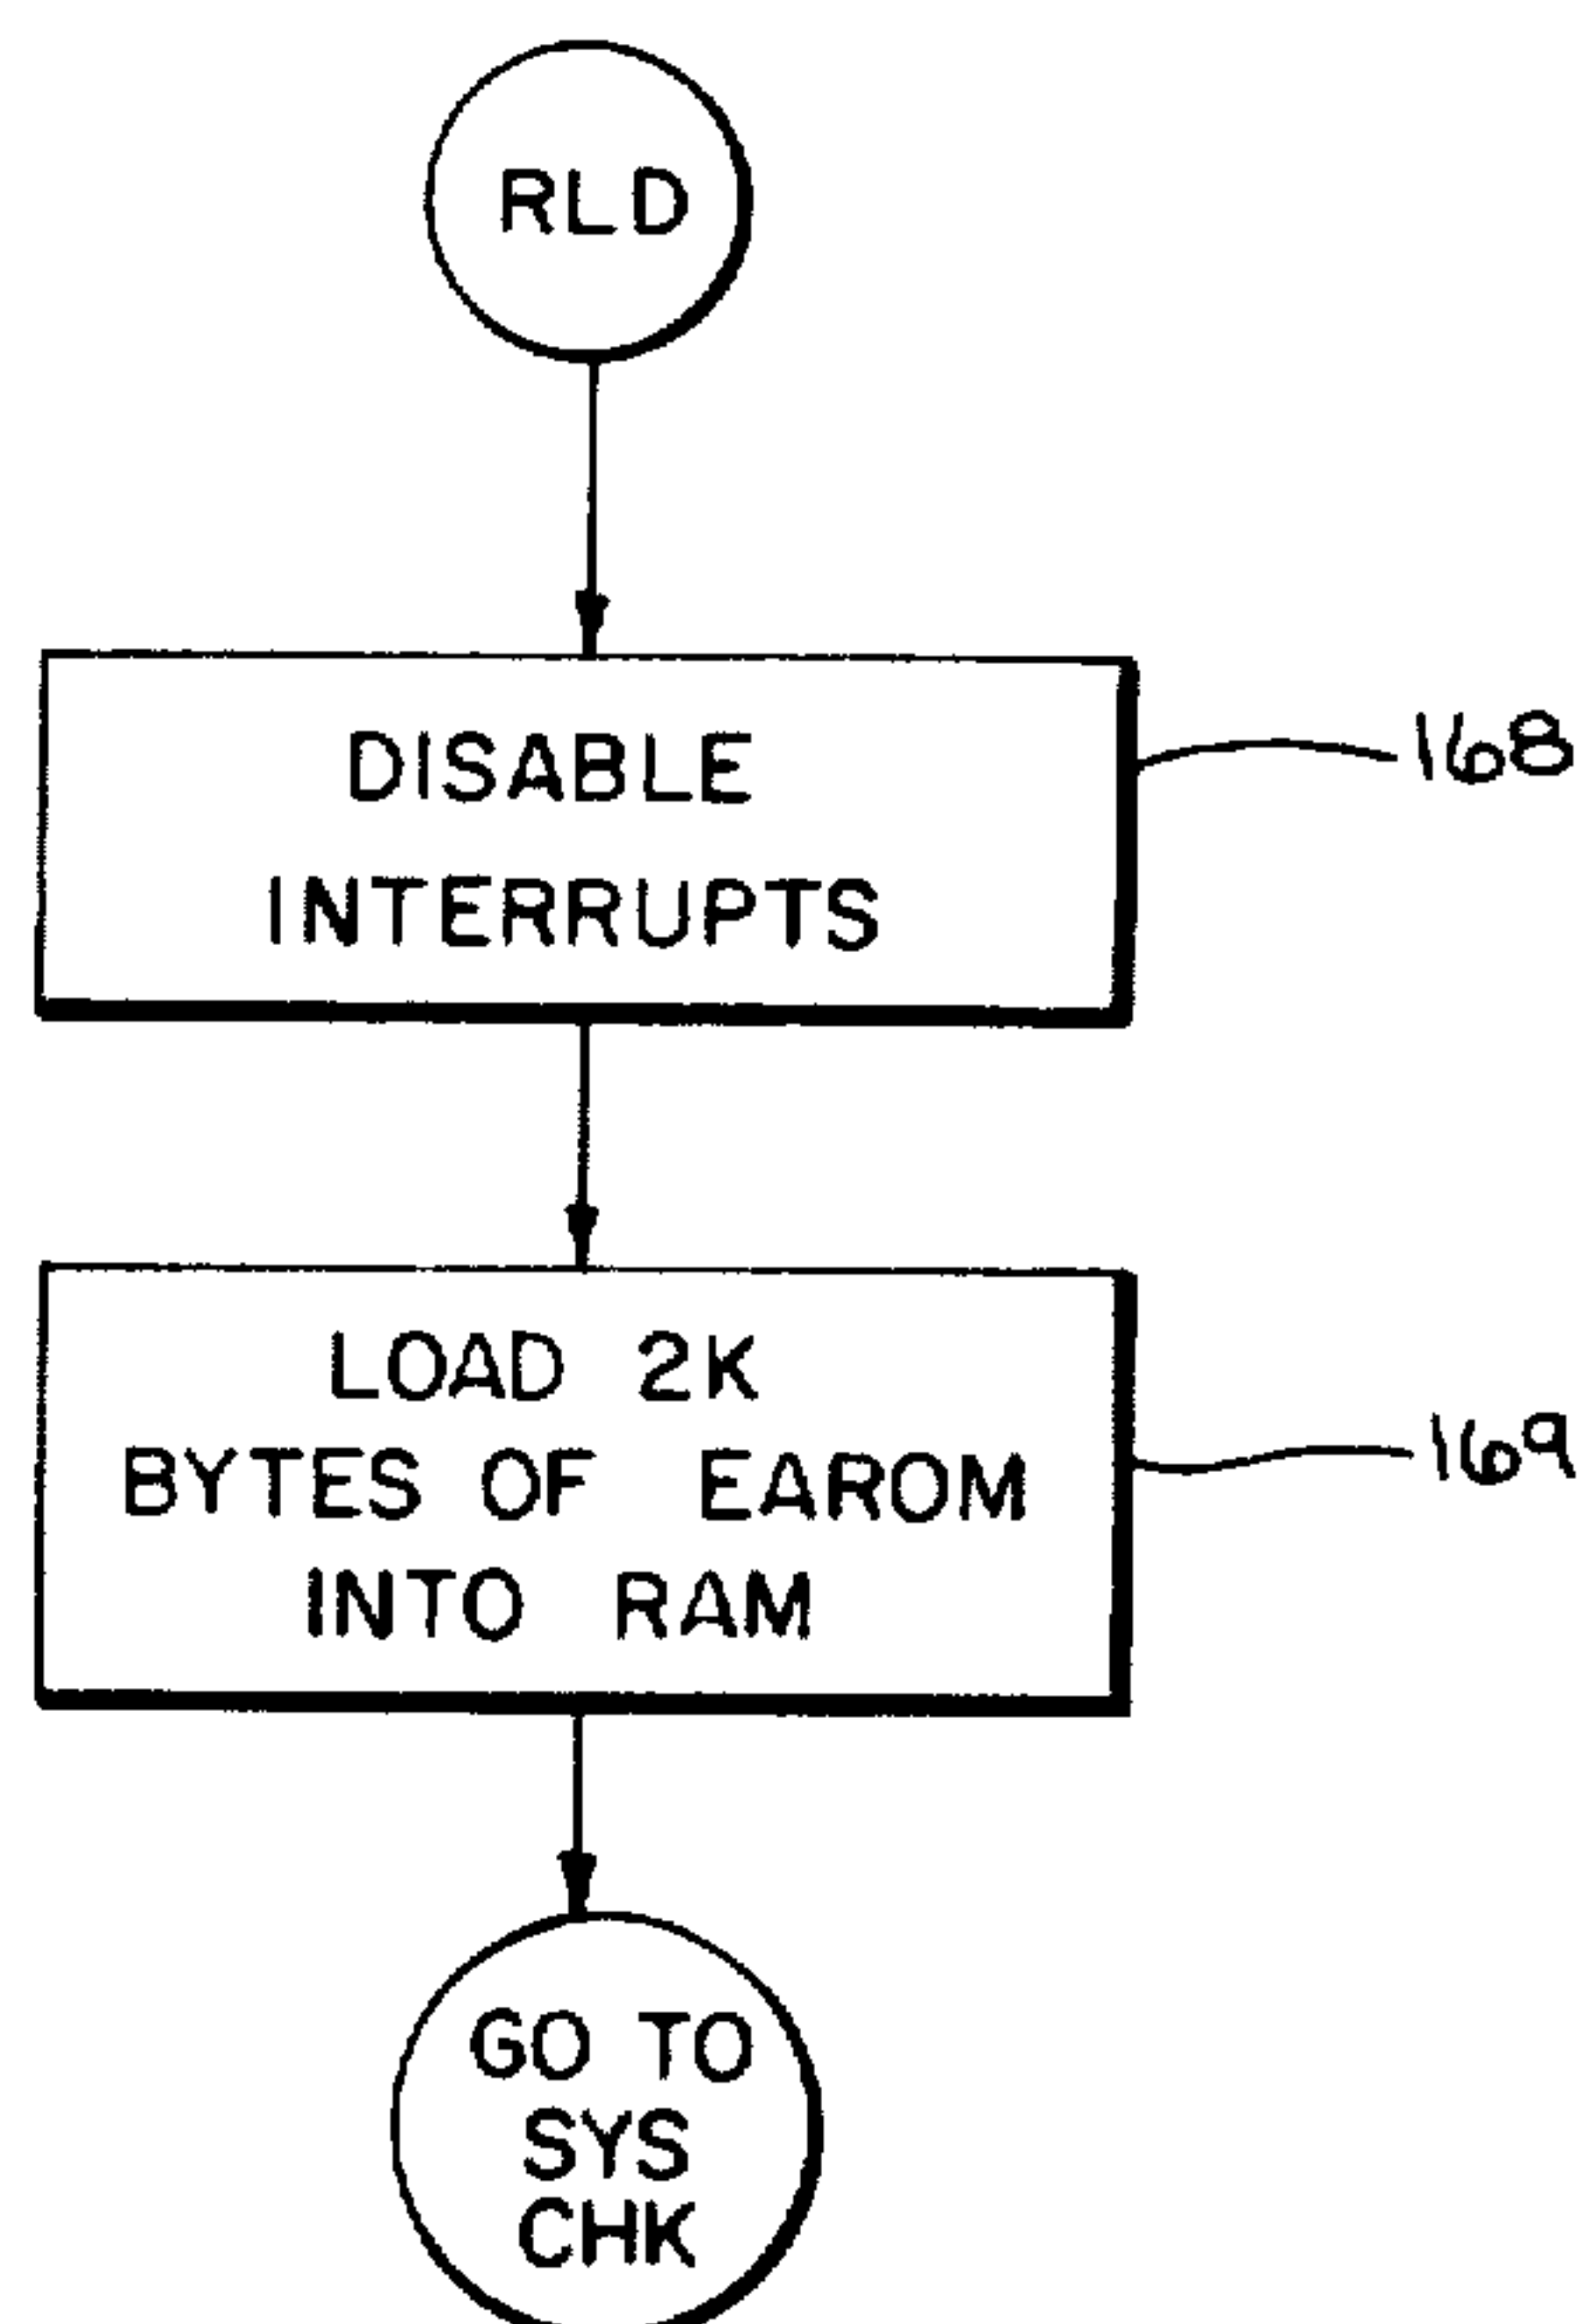 RLD
DISABLE
INTERRUPTS
168
LOAD 2K
BYTES OF EAROM
INTO RAM
169
GO TO
SYS
CHK